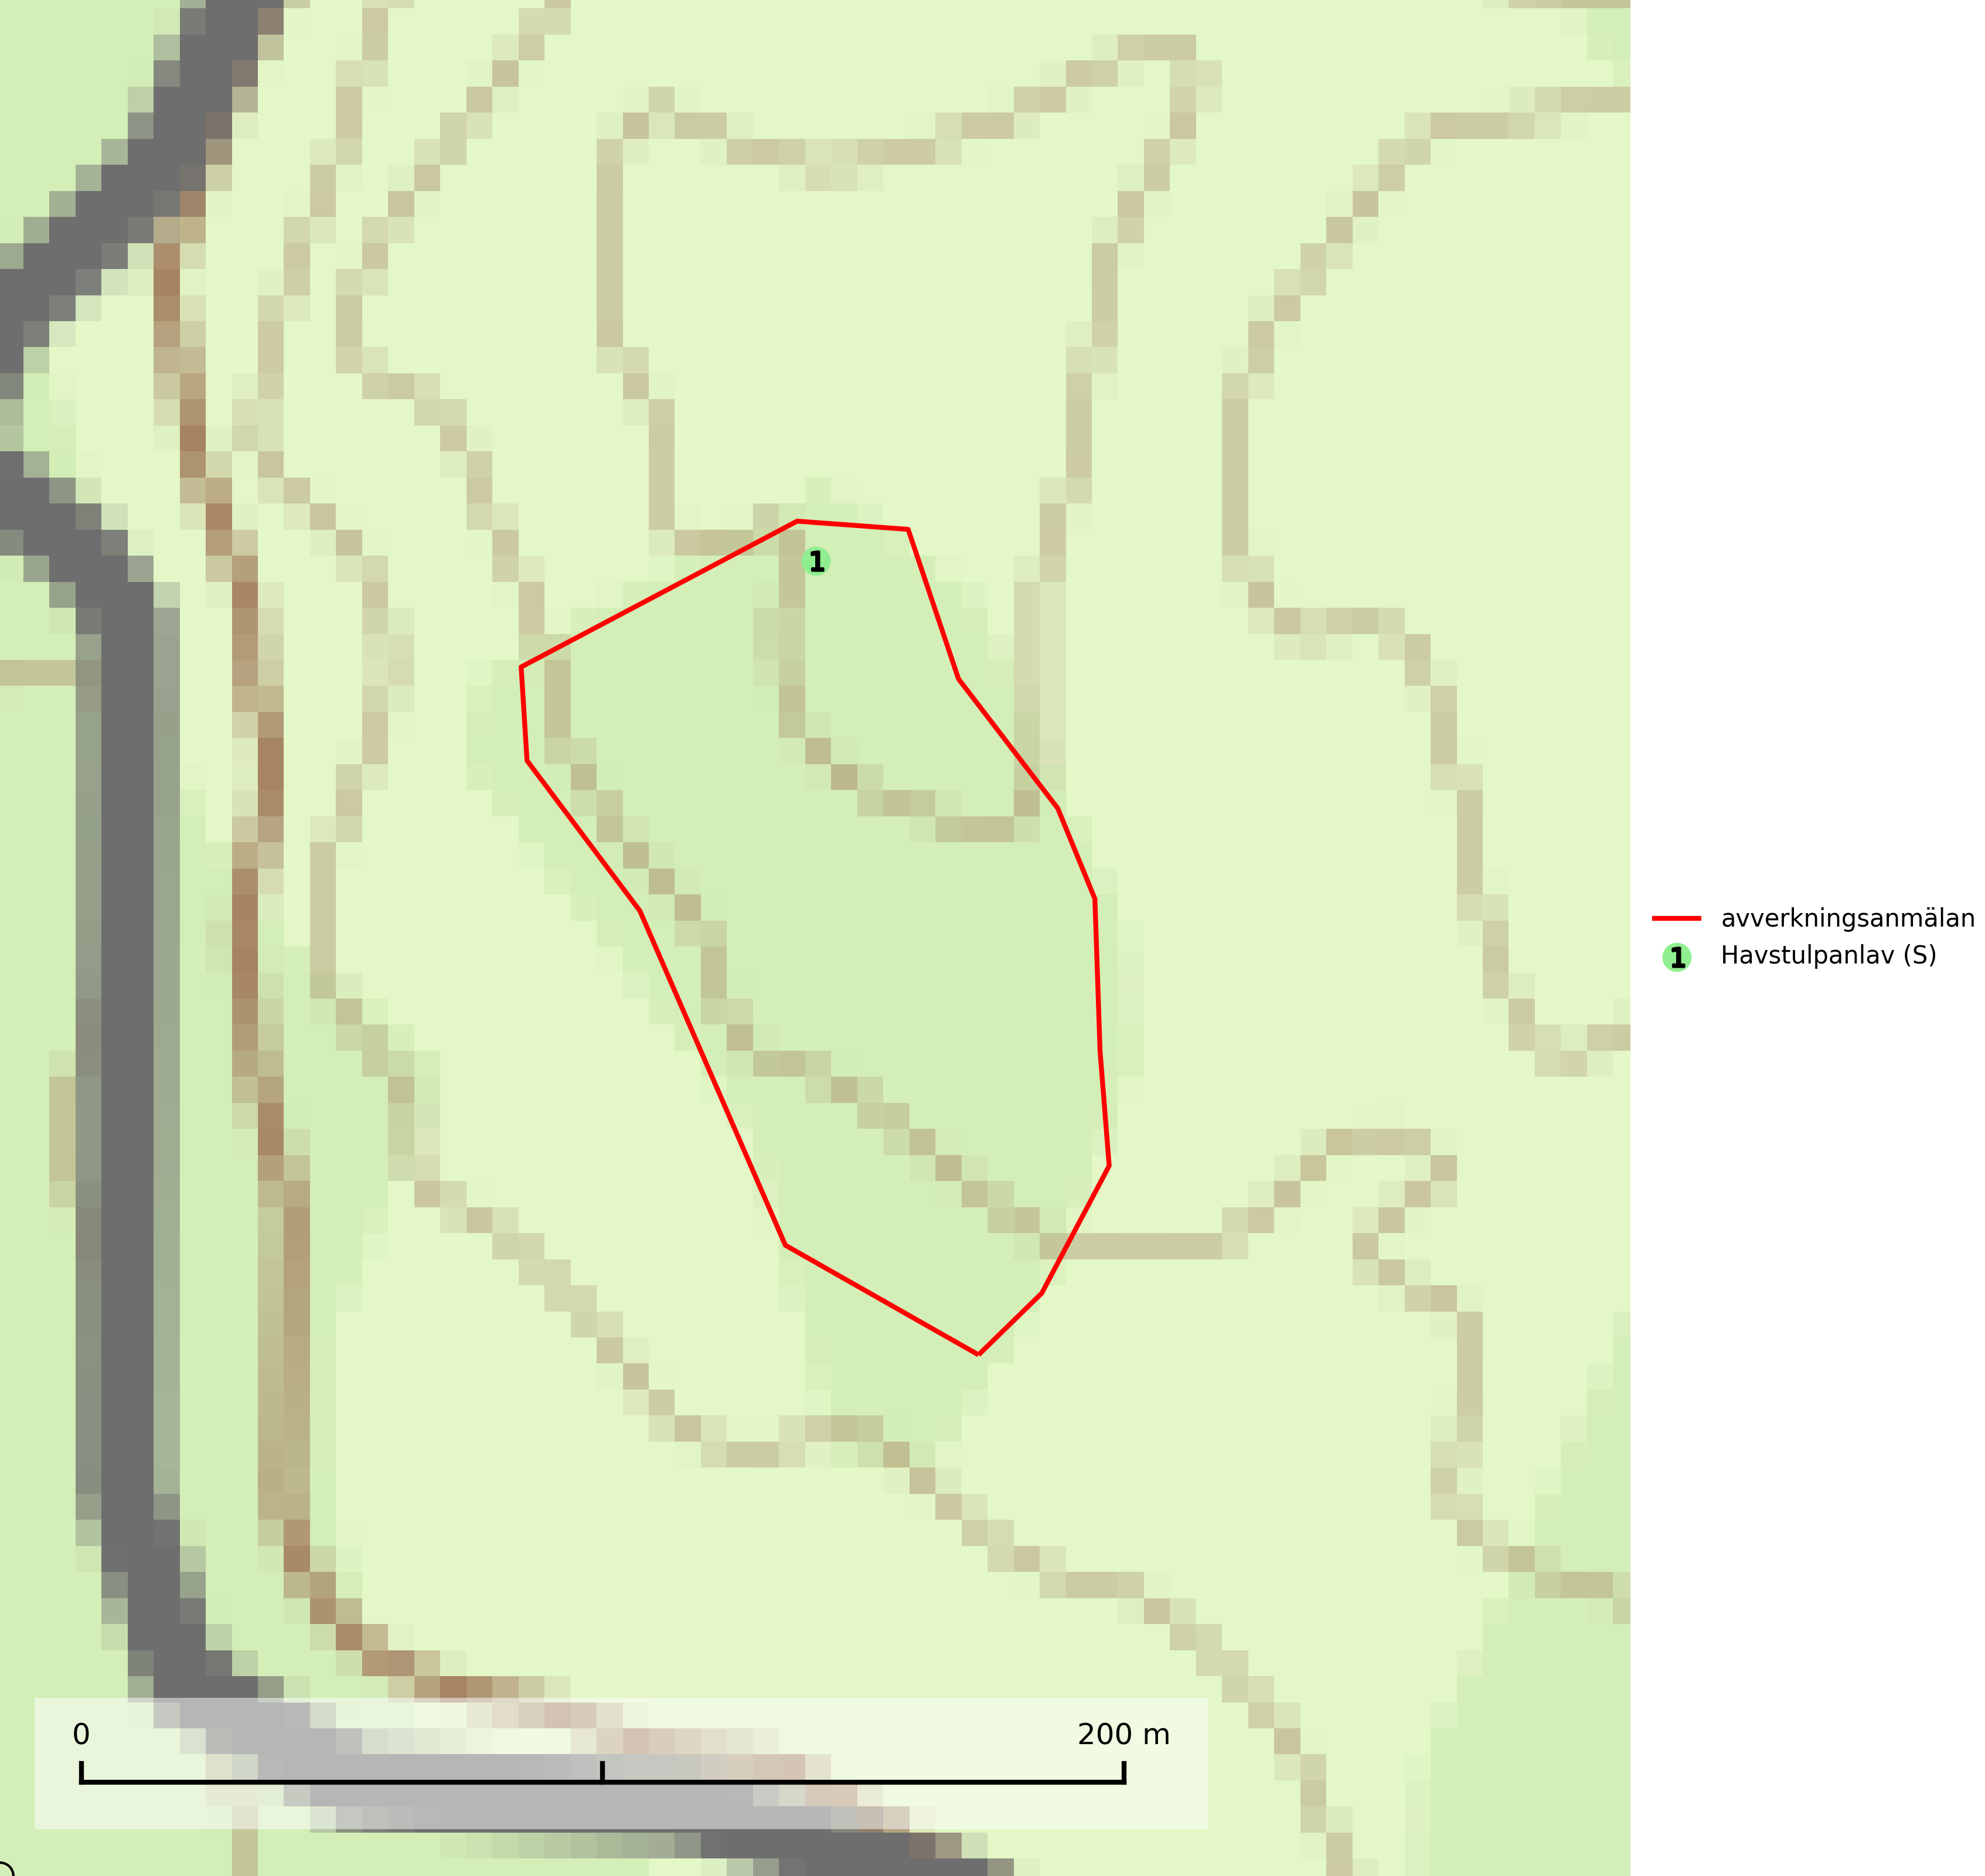 1
avverkningsanmälan
1 Havstulpanlav (S)
0 200 m